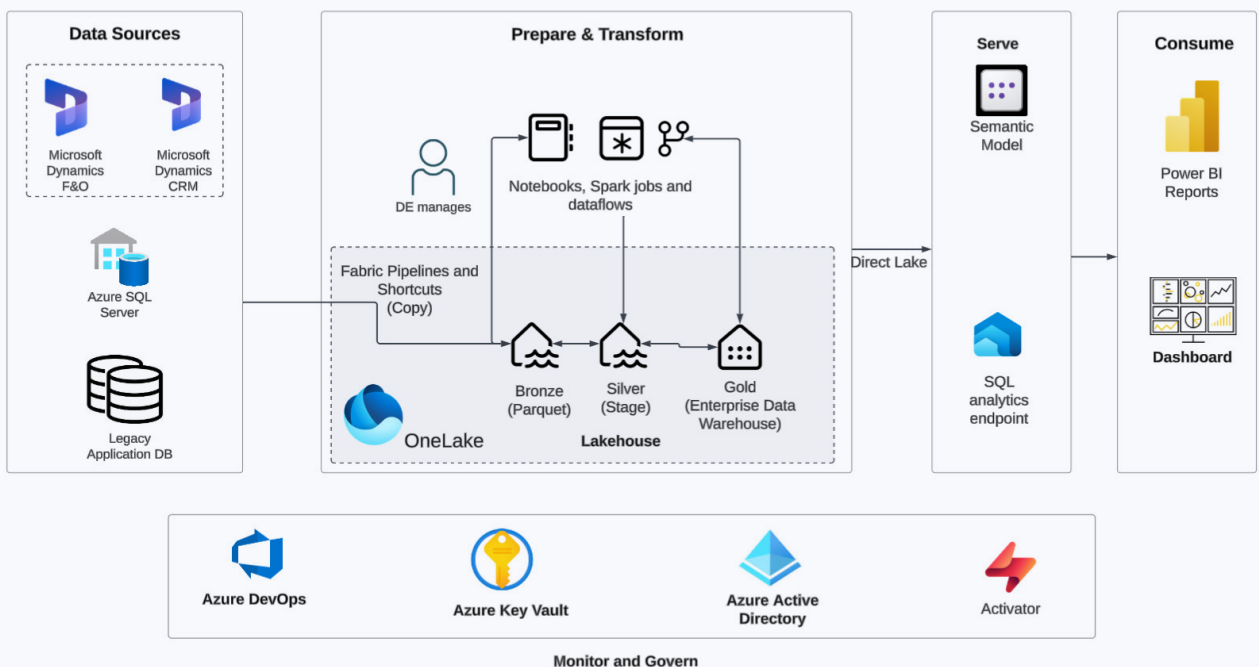 Data Sources
Microsoft
Dynamics
F&O
Microsoft
Dynamics
CRM
Azure SQL
Server
Legacy
Application DB
Prepare & Transform
DE manages
Notebooks, Spark jobs and
dataflows
Fabric Pipelines and
Shortcuts
(Copy)
Bronze
(Parquet)
Silver
(Stage)
Gold
(Enterprise Data
Warehouse)
OneLake
Lakehouse
Direct Lake
Serve
Semantic
Model
SQL
analytics
endpoint
Consume
Power BI
Reports
Dashboard
Azure DevOps
Azure Key Vault
Azure Active
Directory
Activator
Monitor and Govern